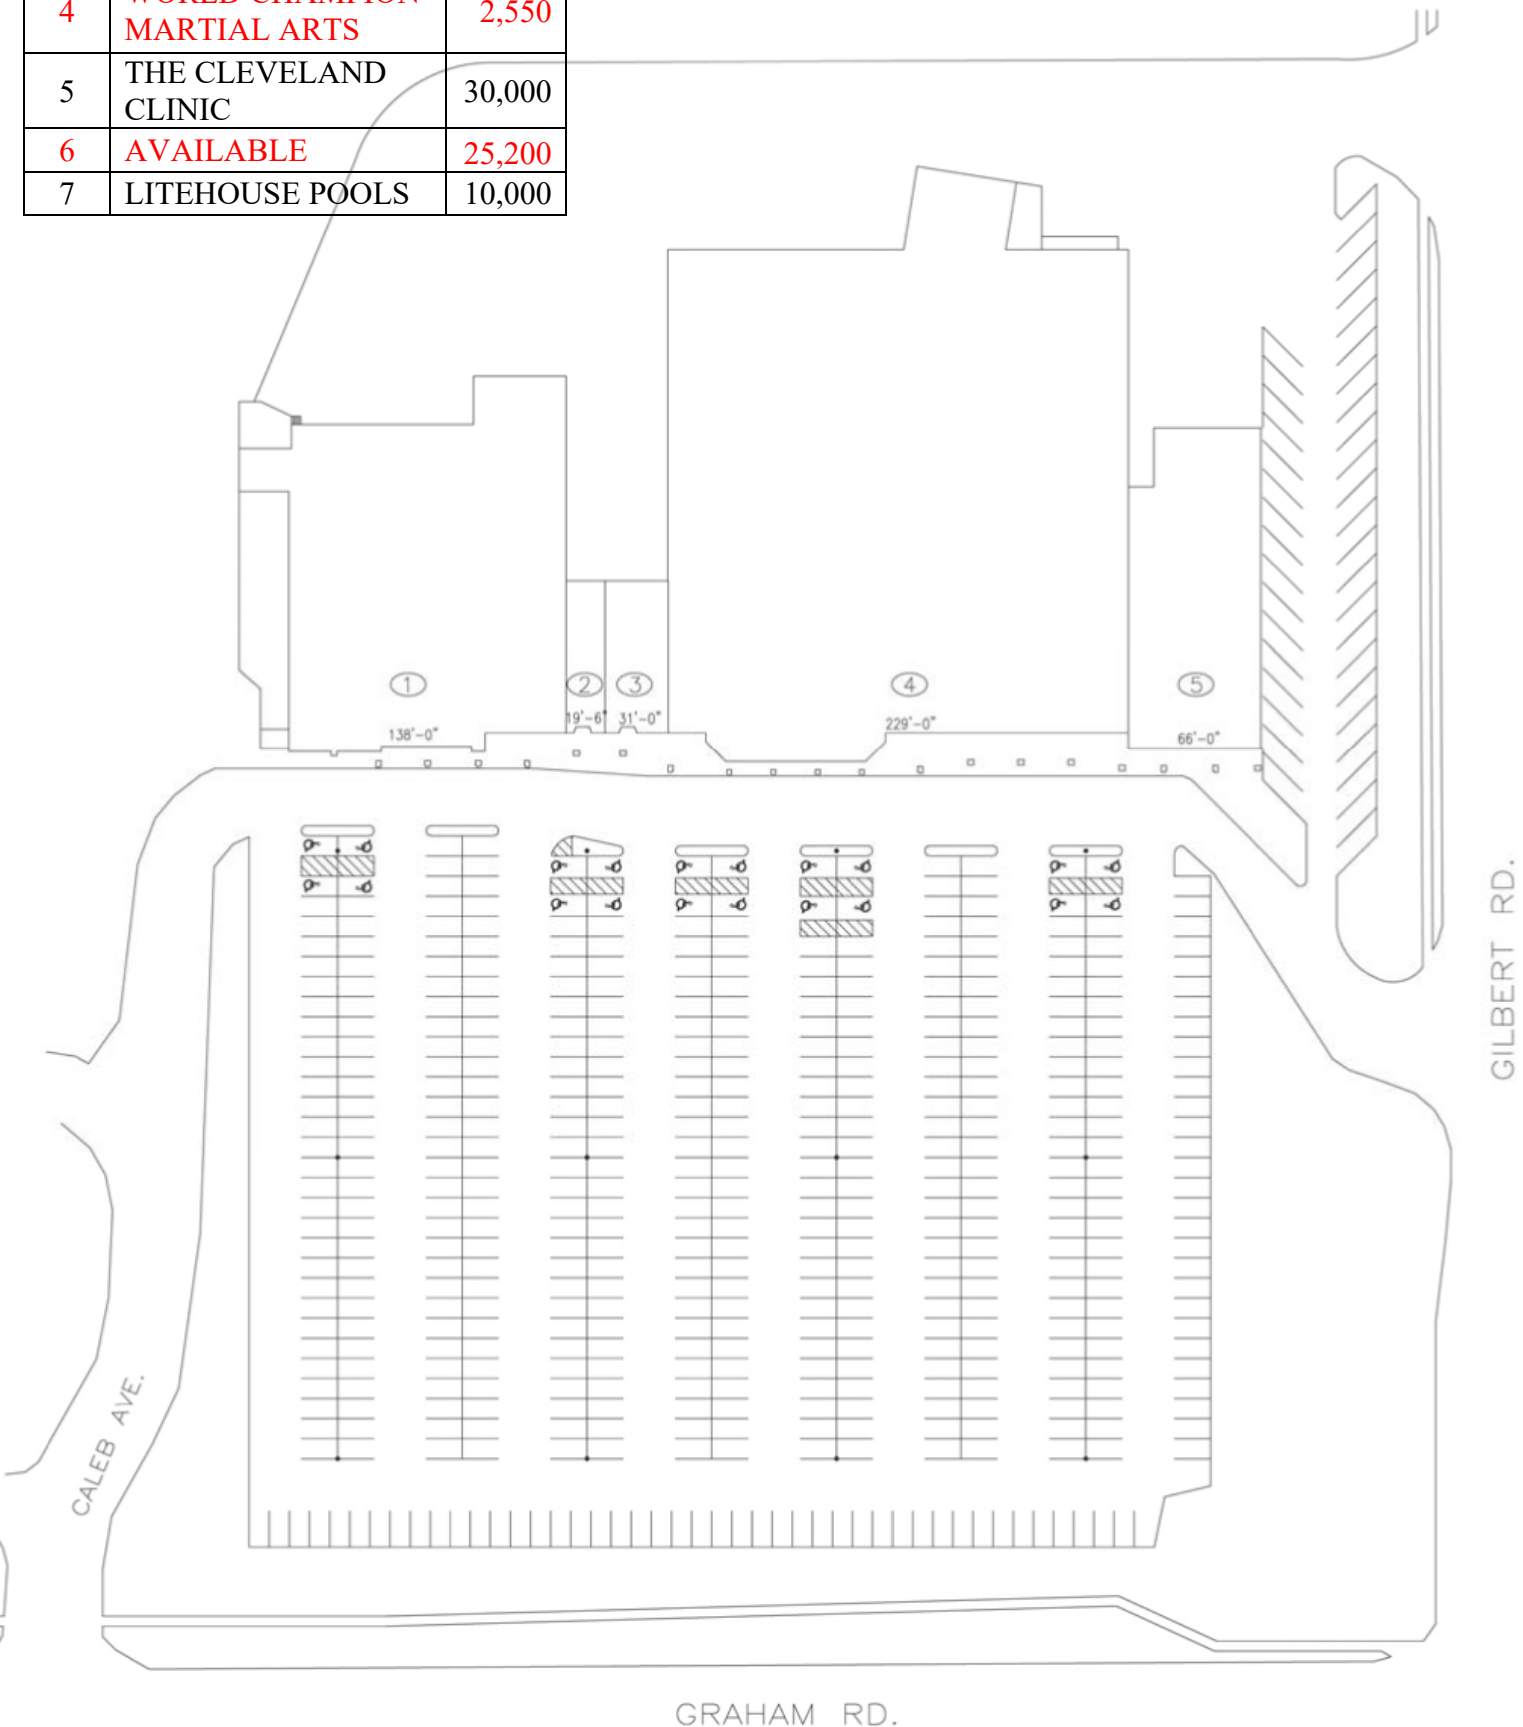 4 WORLD CHAMPION
MARTIAL ARTS 2,550
5 THE CLEVELAND
CLINIC 30,000
6 AVAILABLE 25,200
7 LITEHOUSE POOLS 10,000
1 2 3 4 5
138'-0" 19'-6" 31'-0" 229'-0" 66'-0"
GILBERT RD.
CALEB AVE.
GRAHAM RD.